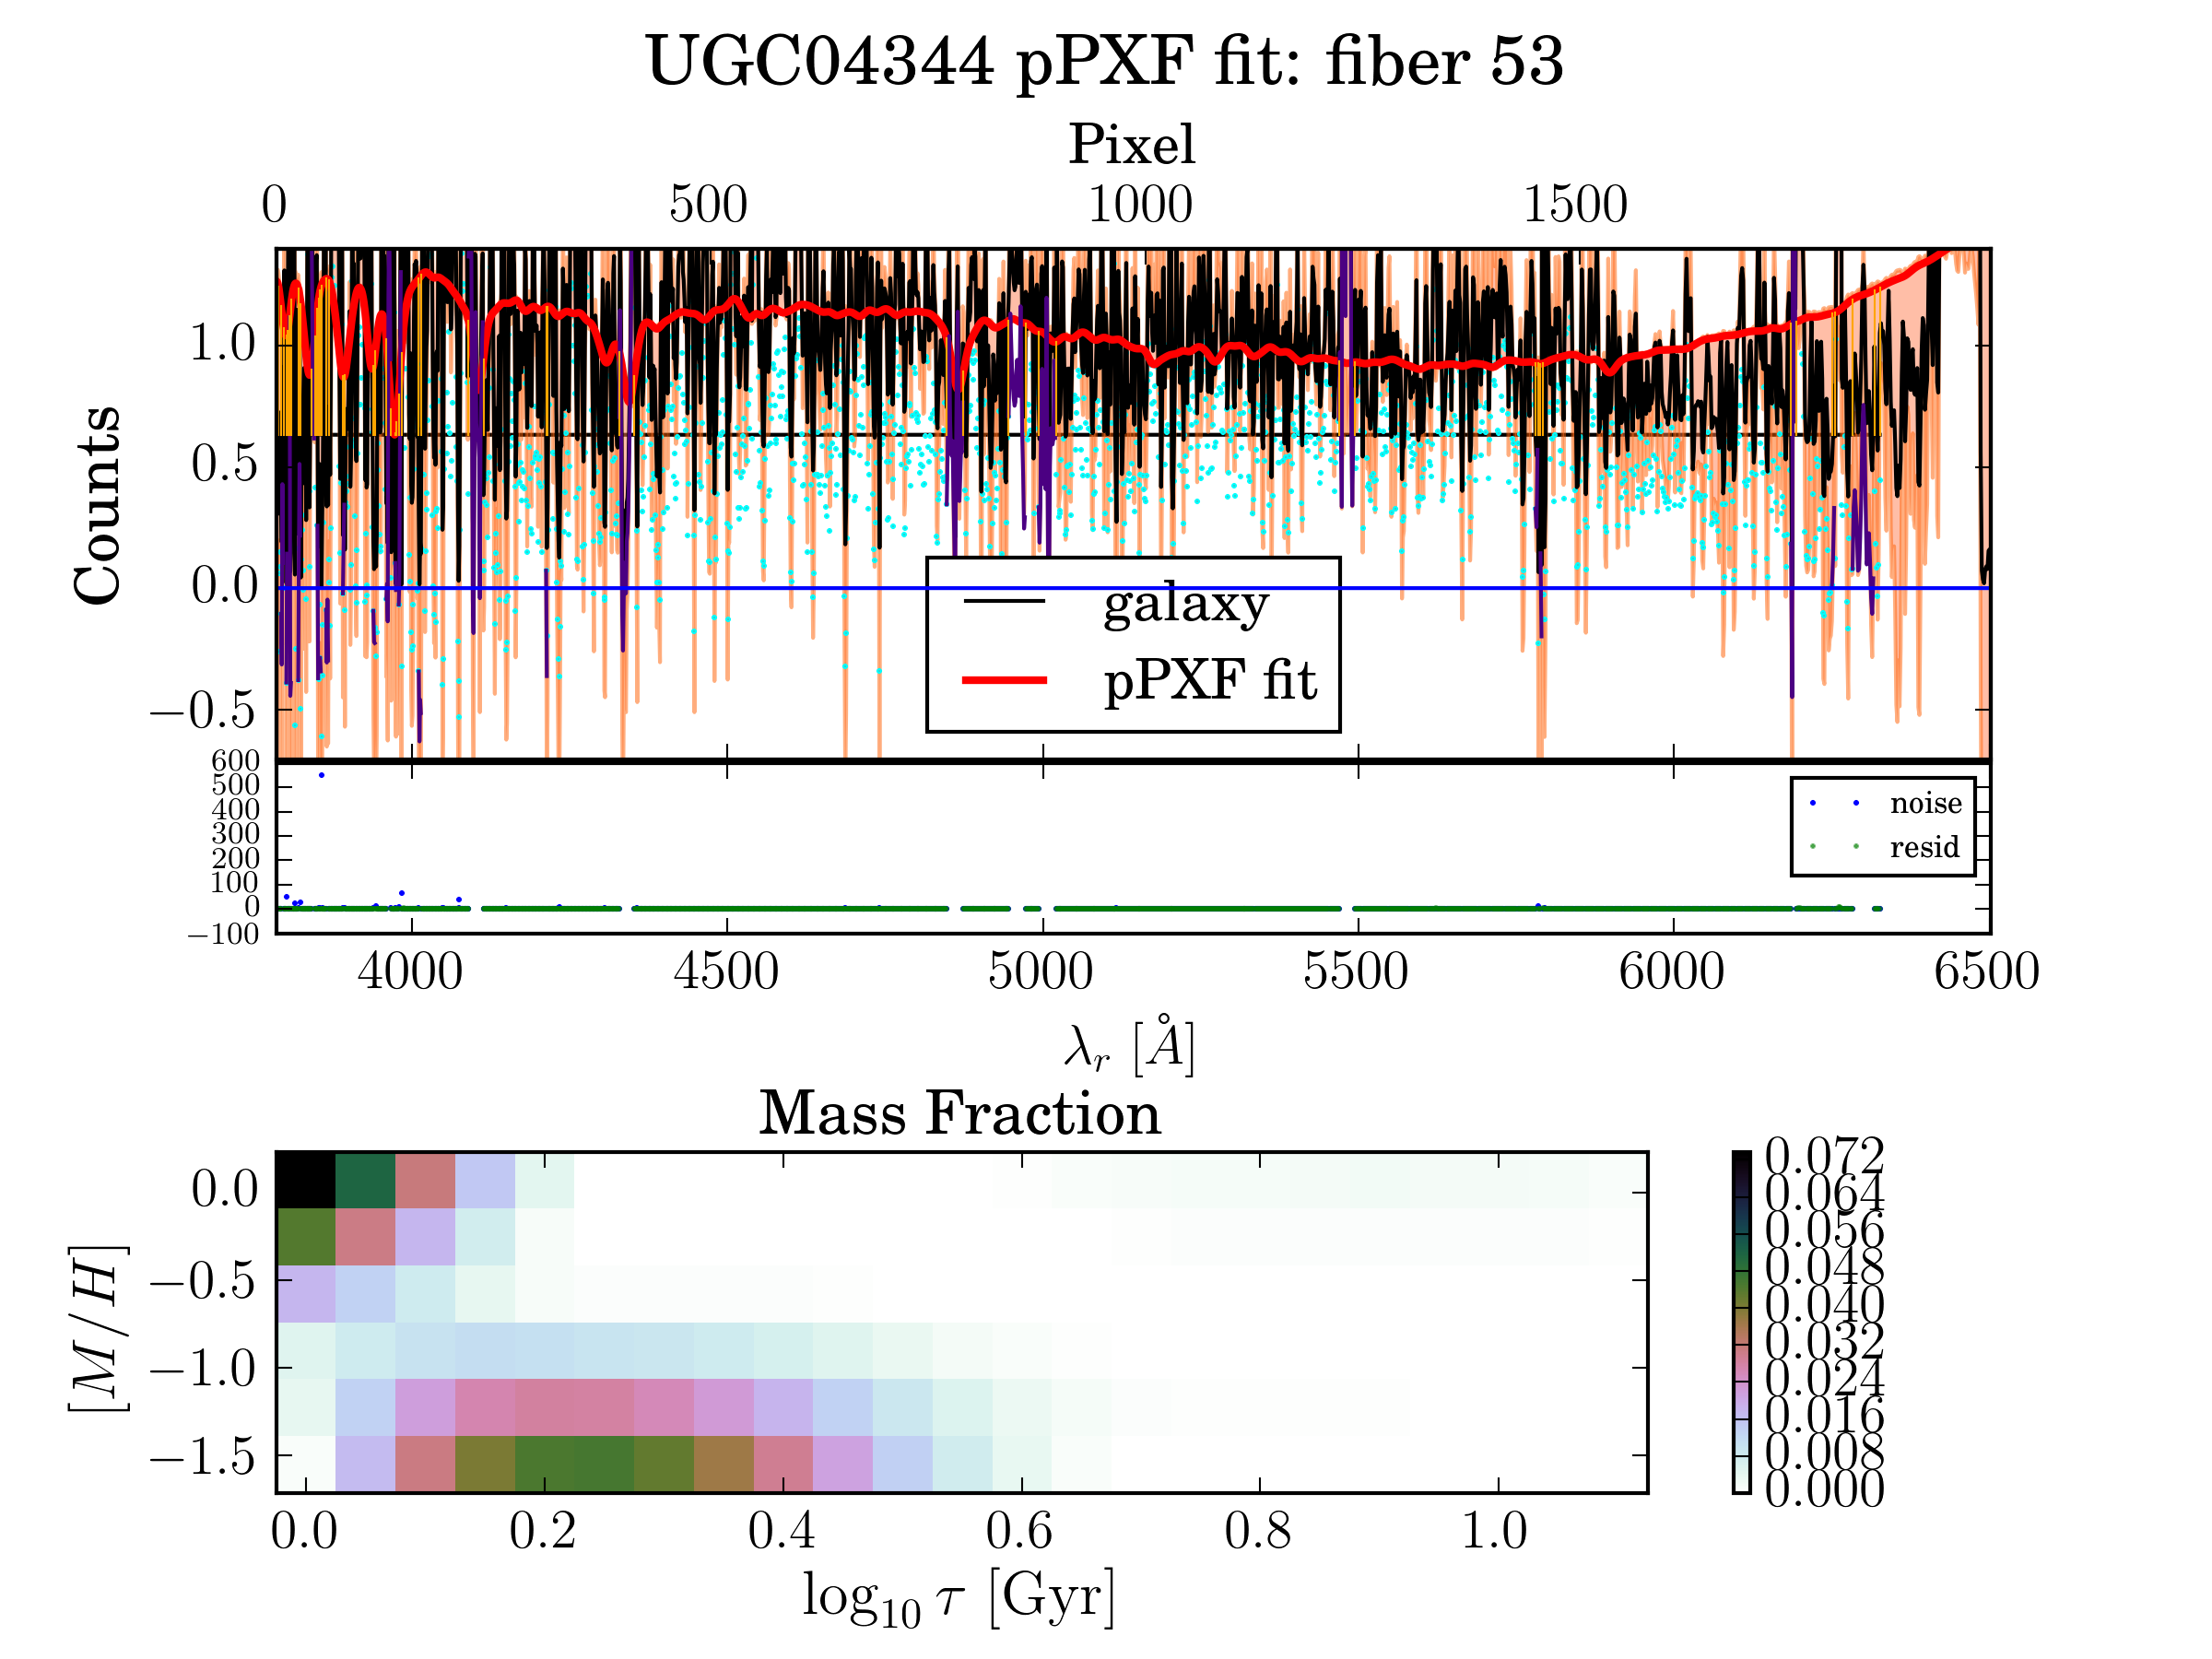 UGC04344 pPXF fit: fiber 53
Pixel
0 500 1000 1500
Counts
1.0
0.5
0.0
−0.5
galaxy
pPXF fit
600
500
400
300
200
100
0
−100
noise
resid
4000 4500 5000 5500 6000 6500
λr [Å]
Mass Fraction
[M/H]
0.0
−0.5
−1.0
−1.5
0.0 0.2 0.4 0.6 0.8 1.0
log10 τ [Gyr]
0.072
0.064
0.056
0.048
0.040
0.032
0.024
0.016
0.008
0.000